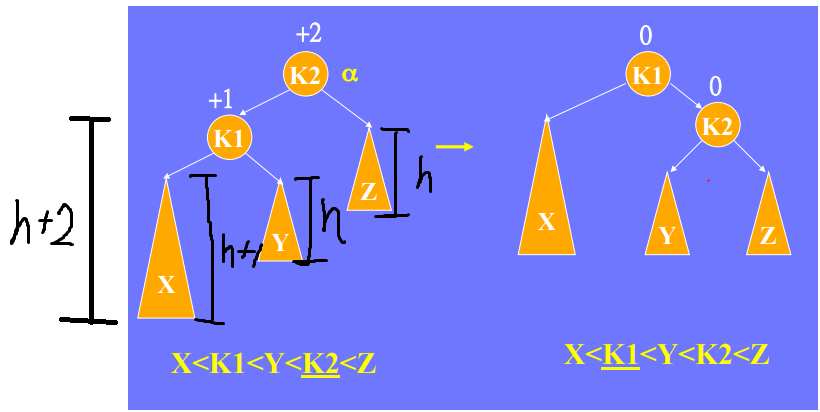 +2
K2 α
+1
K1
h+2
X
h+1
Y
h
Z
h
X<K1<Y<K2<Z
0
K1
0
K2
X
Y
Z
X<K1<Y<K2<Z